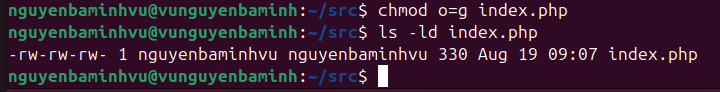 nguyenbaminhvu@vunguyenbaminh:~/src$ chmod o=g index.php
nguyenbaminhvu@vunguyenbaminh:~/src$ ls -ld index.php
-rw-rw-rw- 1 nguyenbaminhvu nguyenbaminhvu 330 Aug 19 09:07 index.php
nguyenbaminhvu@vunguyenbaminh:~/src$